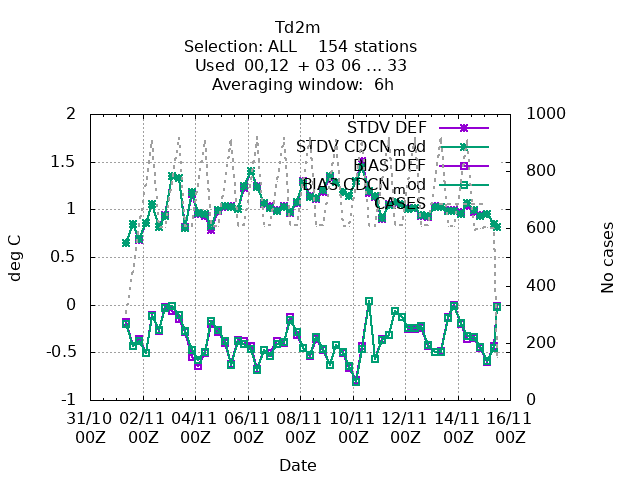 Td2m
Selection: ALL    154 stations
Used  00,12  + 03 06 ... 33
Averaging window:  6h
STDV DEF
STDV CDCN_mod
BIAS DEF
BIAS CDCN_mod
CASES
deg C
2
1.5
1
0.5
0
-0.5
-1
No cases
1000
800
600
400
200
0
31/10 02/11 04/11 06/11 08/11 10/11 12/11 14/11 16/11
00Z 00Z 00Z 00Z 00Z 00Z 00Z 00Z 00Z
Date